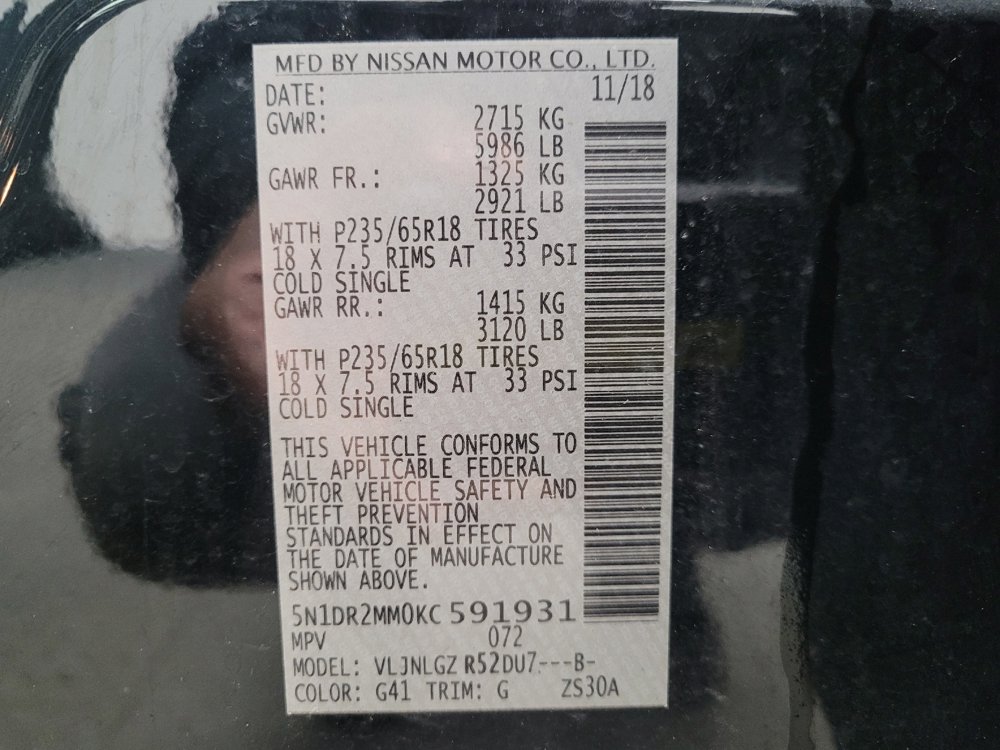 MFD BY NISSAN MOTOR CO., LTD.
DATE: 11/18
GVWR: 2715 KG
5986 LB
GAWR FR.: 1325 KG
2921 LB
WITH P235/65R18 TIRES
18 X 7.5 RIMS AT 33 PSI
COLD SINGLE
GAWR RR.: 1415 KG
3120 LB
WITH P235/65R18 TIRES
18 X 7.5 RIMS AT 33 PSI
COLD SINGLE
THIS VEHICLE CONFORMS TO
ALL APPLICABLE FEDERAL
MOTOR VEHICLE SAFETY AND
THEFT PREVENTION
STANDARDS IN EFFECT ON
THE DATE OF MANUFACTURE
SHOWN ABOVE.
5N1DR2MM0KC 591931
MPV 072
MODEL: VLJNLGZ R52DU7---B-
COLOR: G41 TRIM: G ZS30A